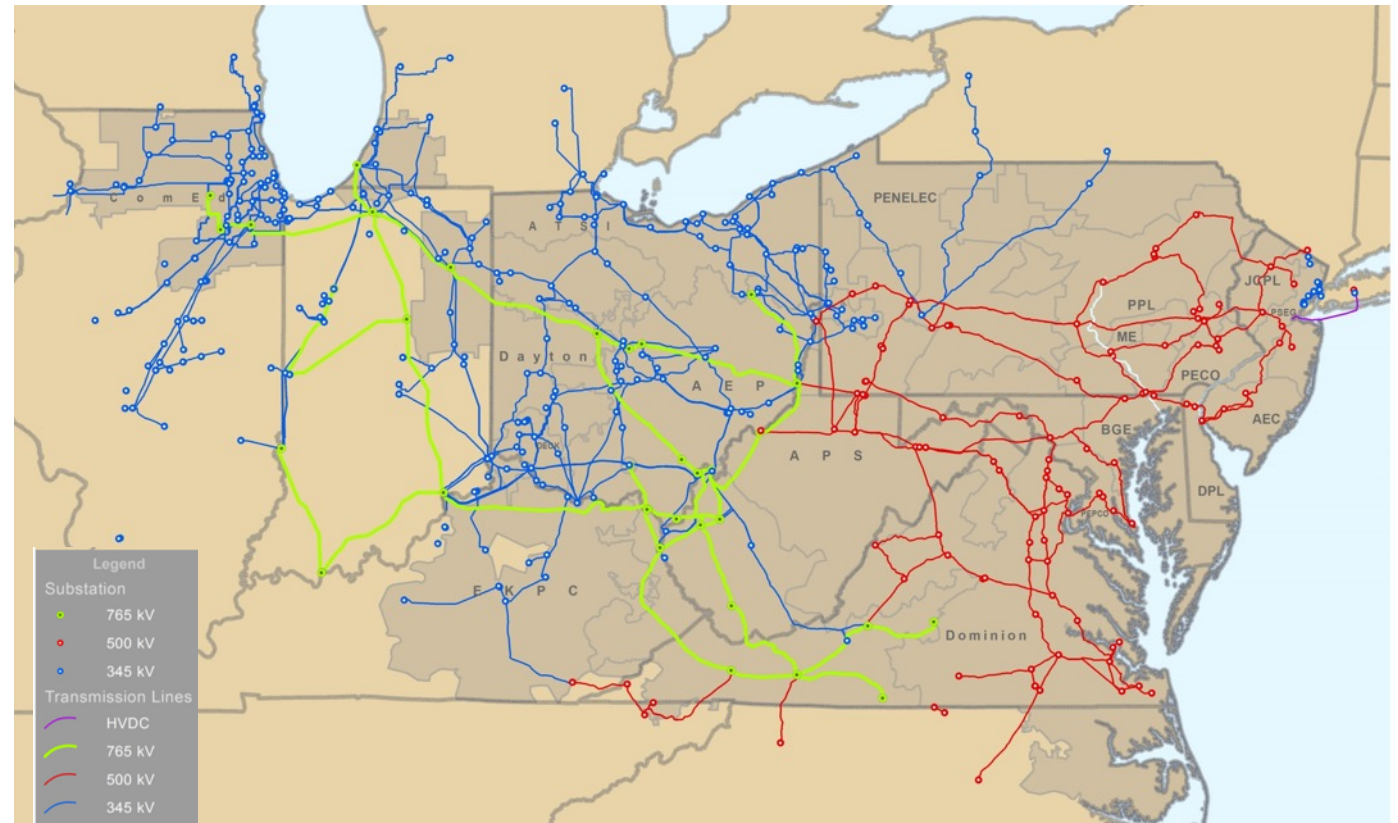 PENELEC
C o m E d
A T S I
JCPL
PPL
PSEG
ME
D a y t o n
PECO
A E P
AEC
BGE
DEOK
A P S
DPL
PEPCO
E K P C
Dominion
Legend
Substation
765 kV
500 kV
345 kV
Transmission Lines
HVDC
765 kV
500 kV
345 kV